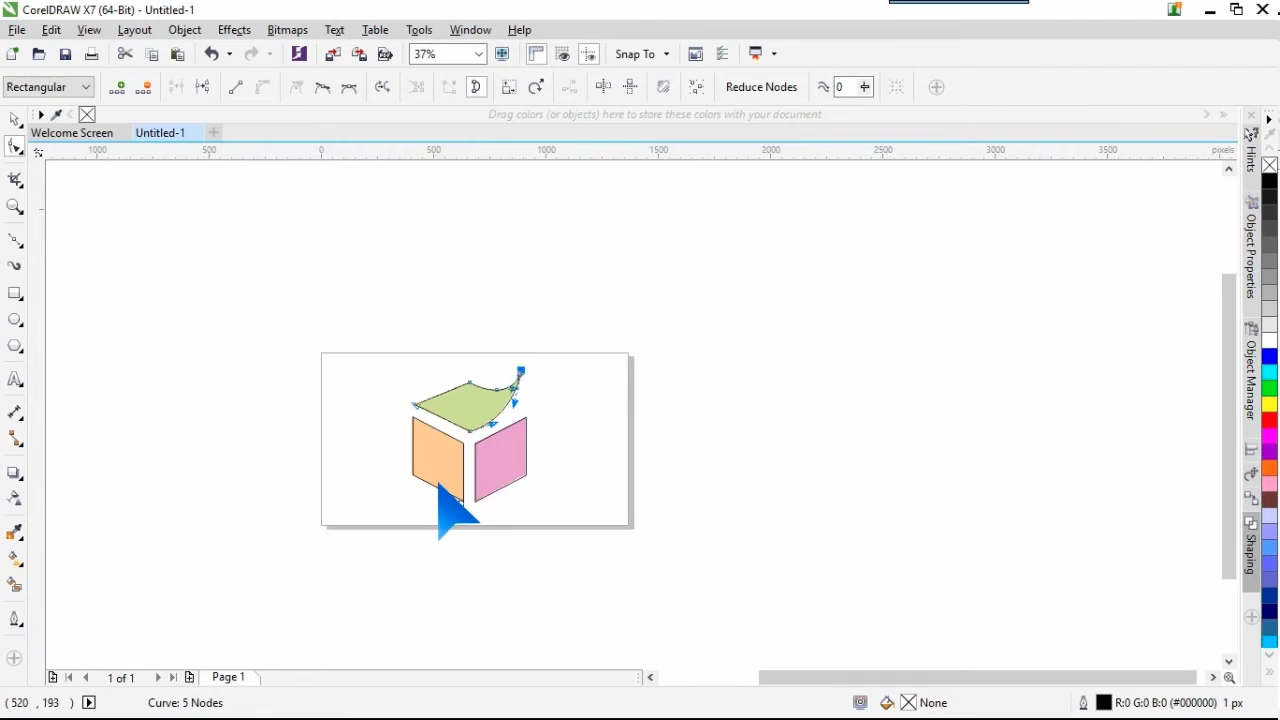 CorelDRAW X7 (64-Bit) - Untitled-1
File Edit View Layout Object Effects Bitmaps Text Table Tools Window Help
37% Snap To
Rectangular Reduce Nodes 0
Drag colors (or objects) here to store these colors with your document
Welcome Screen Untitled-1
1000 500 0 500 1000 1500 2000 2500 3000 3500 pixels
Hints
Object Properties
Object Manager
Shaping
1 of 1 Page 1
( 520 , 193 ) Curve: 5 Nodes None R:0 G:0 B:0 (#000000) 1 px